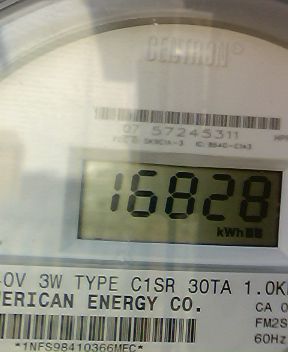 CENTRON®
07 57245311
16828
kWh
3W TYPE C1SR 30TA 1.0K
ERICAN ENERGY CO.
CA 0
FM2S
60Hz
*1NFS98410366MEC*